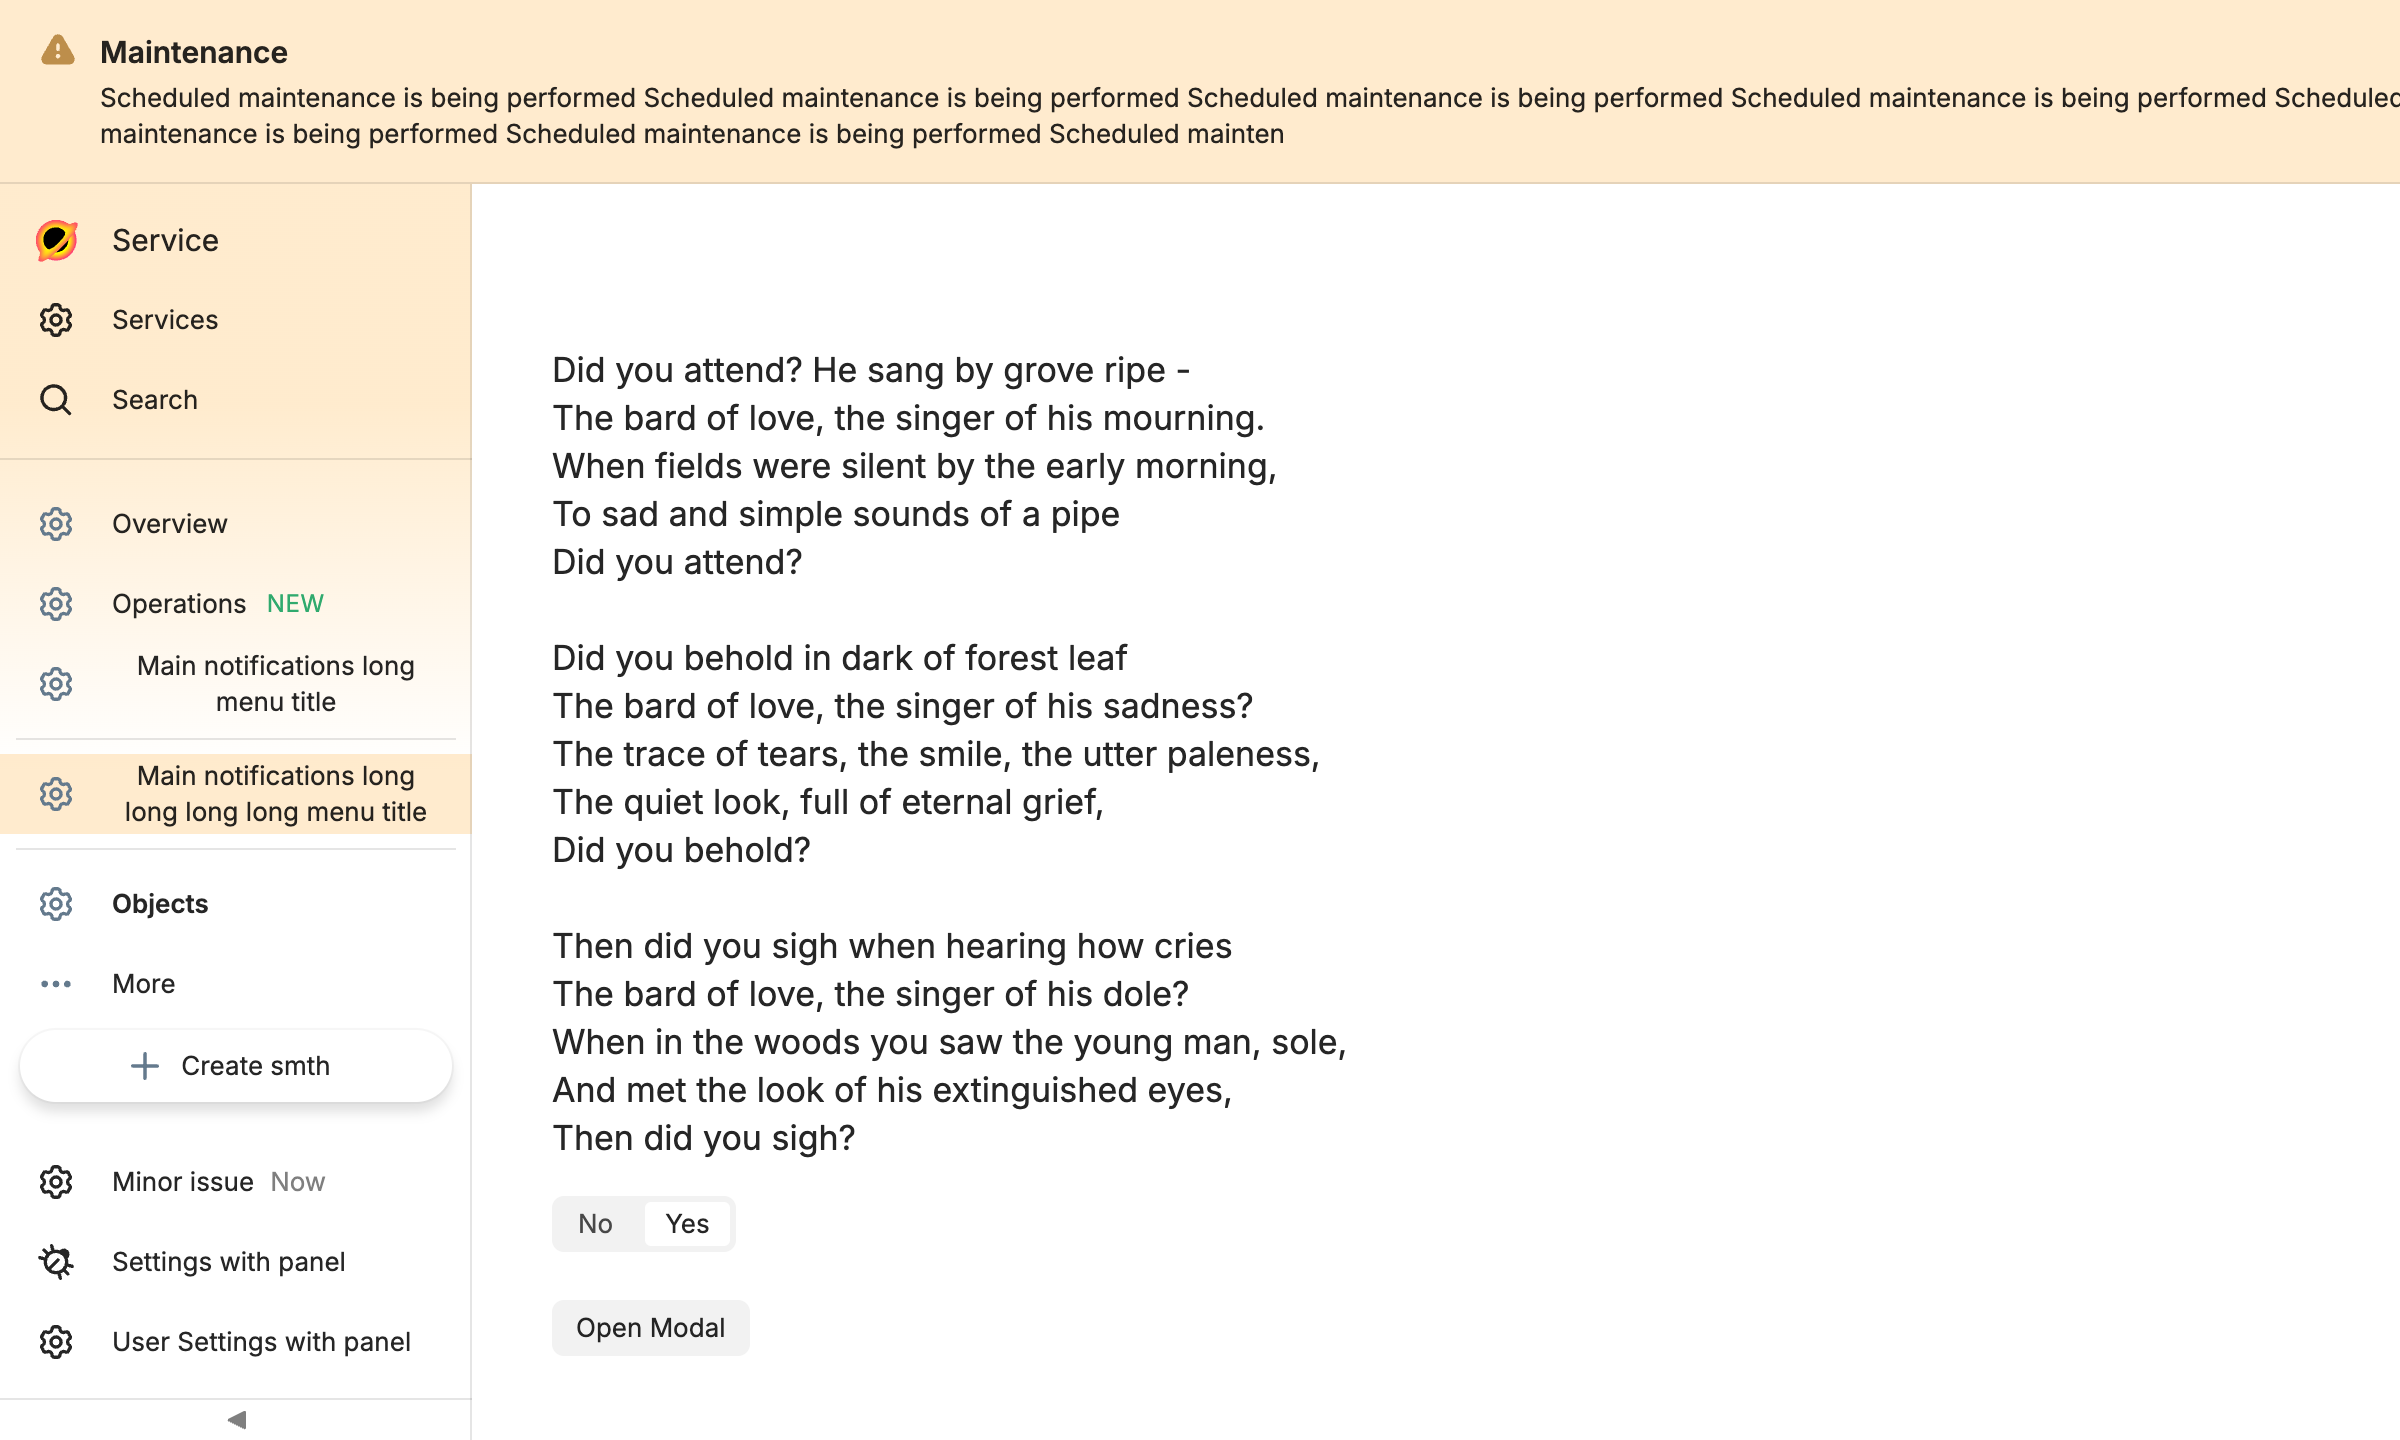 Maintenance
Scheduled maintenance is being performed Scheduled maintenance is being performed Scheduled maintenance is being performed Scheduled maintenance is being performed Scheduled
maintenance is being performed Scheduled maintenance is being performed Scheduled mainten
Service
Services
Search
Overview
Operations NEW
Main notifications long
menu title
Main notifications long
long long long menu title
Objects
More
Create smth
Minor issue Now
Settings with panel
User Settings with panel
Did you attend? He sang by grove ripe -
The bard of love, the singer of his mourning.
When fields were silent by the early morning,
To sad and simple sounds of a pipe
Did you attend?
Did you behold in dark of forest leaf
The bard of love, the singer of his sadness?
The trace of tears, the smile, the utter paleness,
The quiet look, full of eternal grief,
Did you behold?
Then did you sigh when hearing how cries
The bard of love, the singer of his dole?
When in the woods you saw the young man, sole,
And met the look of his extinguished eyes,
Then did you sigh?
No Yes
Open Modal